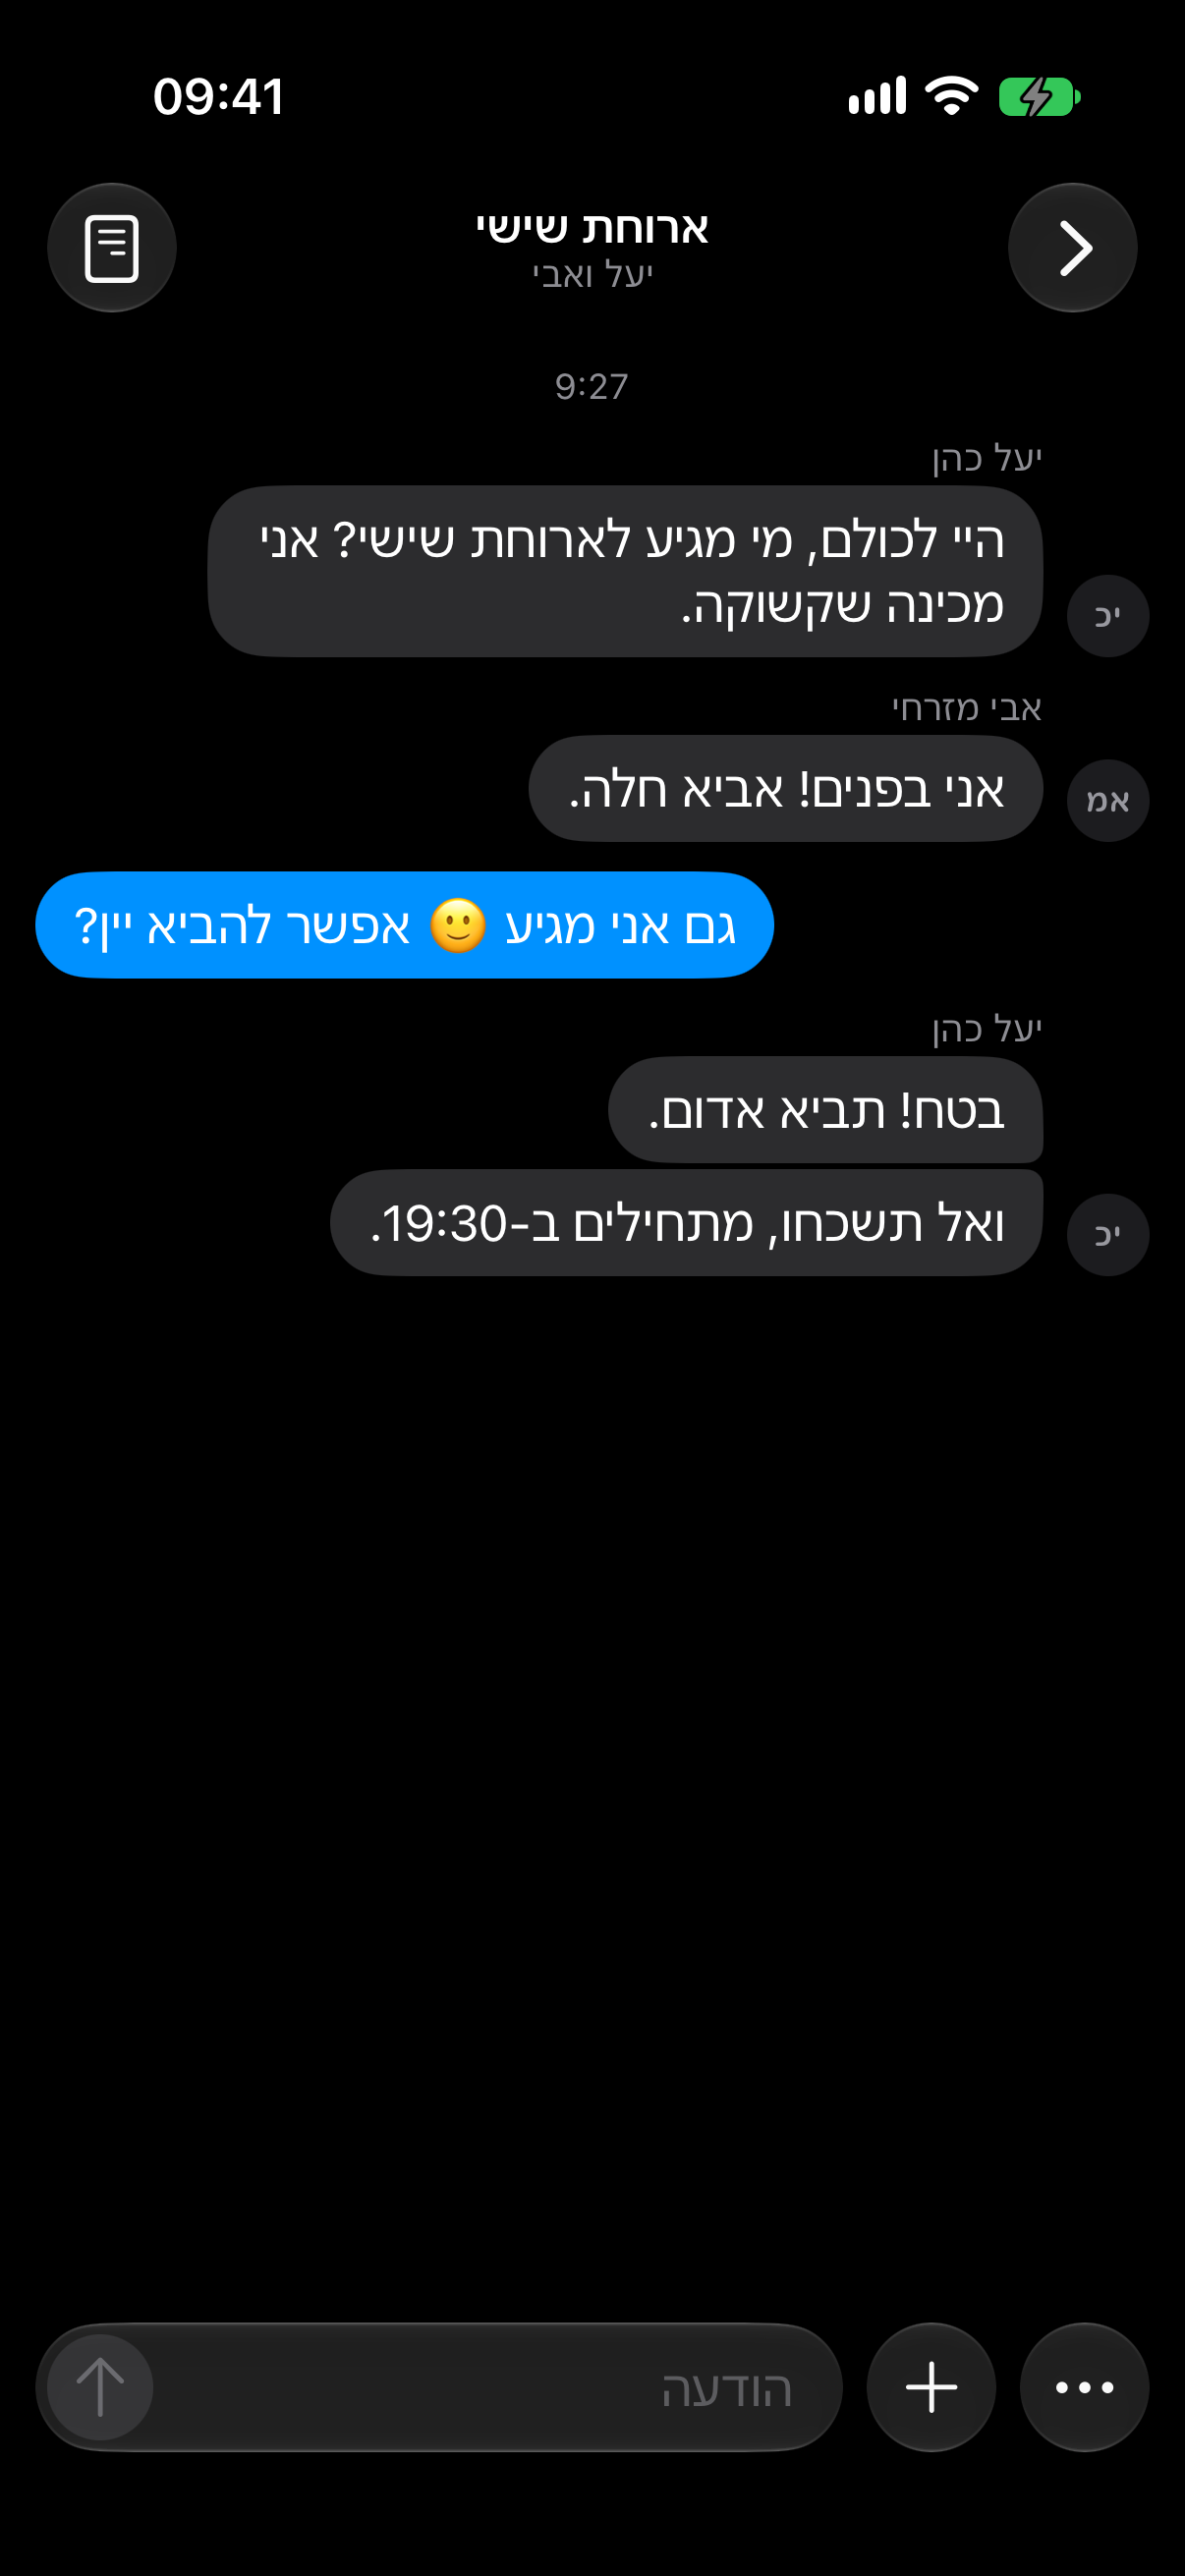 09:41
ארוחת שישי
יעל ואבי
9:27
יעל כהן
היי לכולם, מי מגיע לארוחת שישי? אני
מכינה שקשוקה.
יכ
אבי מזרחי
אני בפנים! אביא חלה.
אמ
גם אני מגיע 🙂 אפשר להביא יין?
יעל כהן
בטח! תביא אדום.
ואל תשכחו, מתחילים ב-19:30.
יכ
הודעה